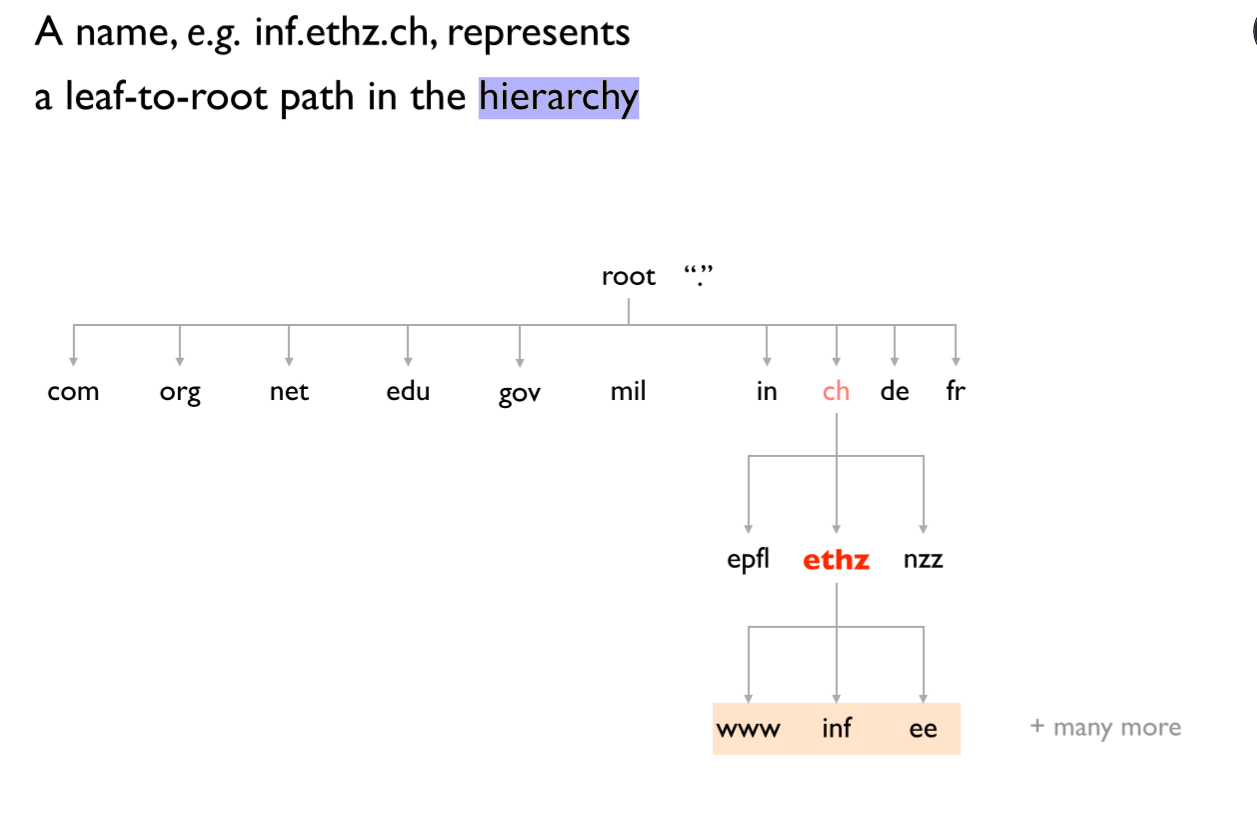 A name, e.g. inf.ethz.ch, represents
a leaf-to-root path in the hierarchy
root “.”
com org net edu gov mil in ch de fr
epfl ethz nzz
www inf ee + many more